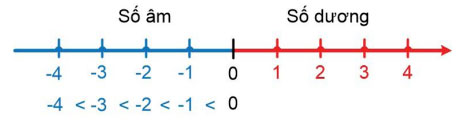 Số âm Số dương
-4 -3 -2 -1 0 1 2 3 4
-4 < -3 < -2 < -1 < 0